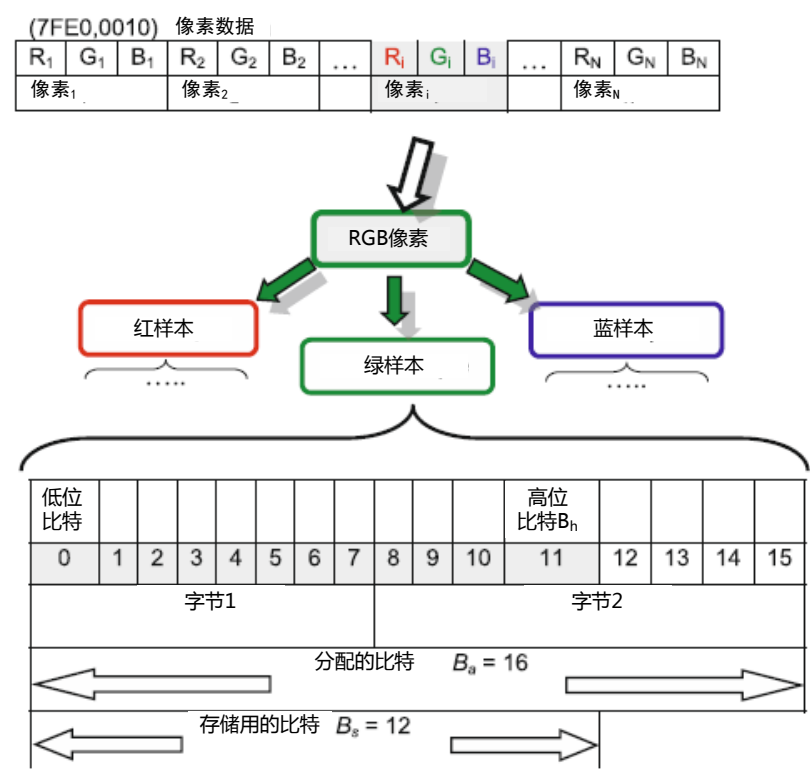 (7FE0,0010) 像素数据
R₁ G₁ B₁ R₂ G₂ B₂ ... Rᵢ Gᵢ Bᵢ ... R_N G_N B_N
像素₁ 像素₂ 像素ᵢ 像素_N
RGB像素
红样本 蓝样本
绿样本
..... .....
低位比特 高位比特Bₕ
0 1 2 3 4 5 6 7 8 9 10 11 12 13 14 15
字节1 字节2
分配的比特 Bₐ = 16
存储用的比特 Bₛ = 12